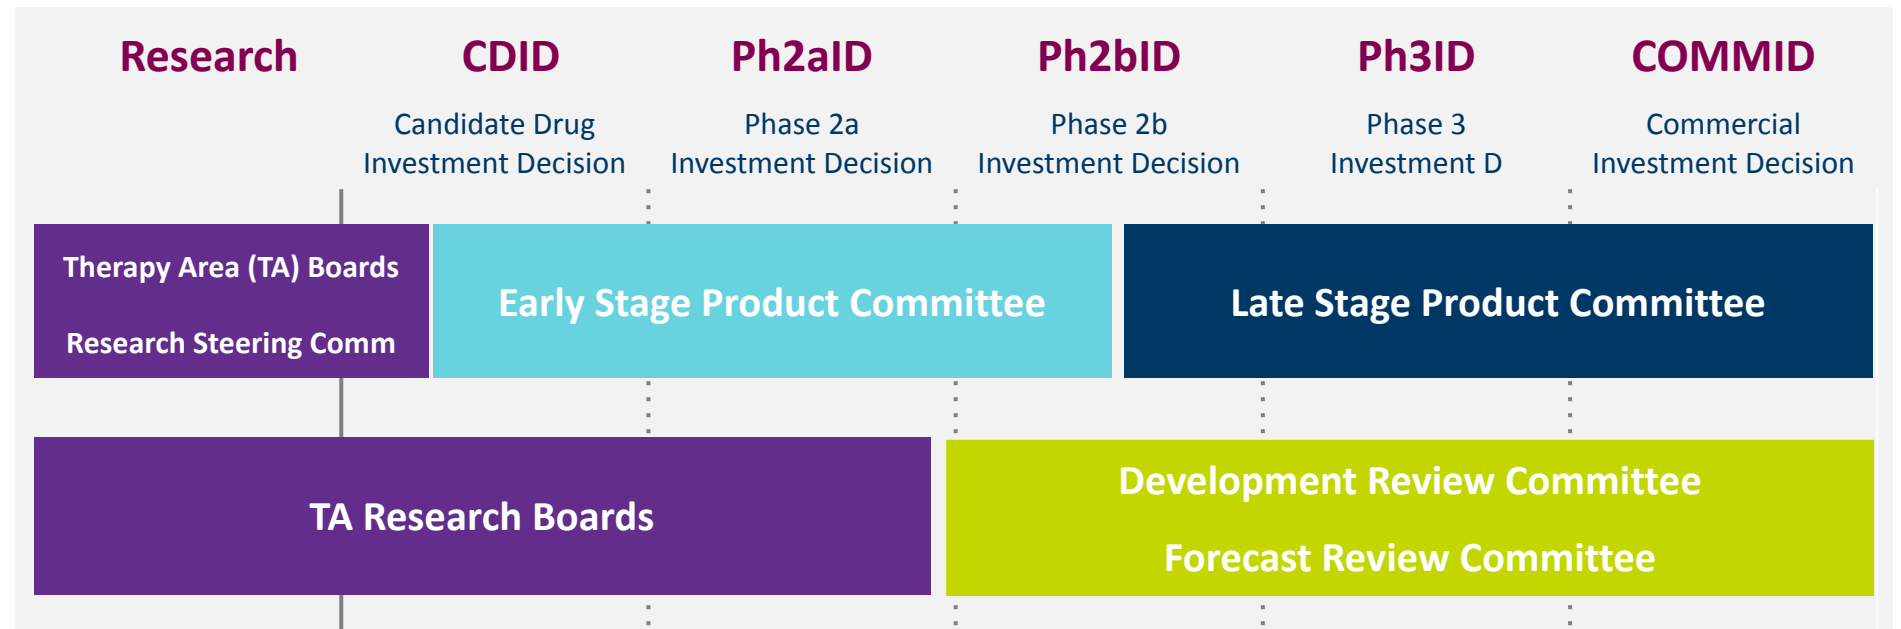 Research
CDID
Ph2aID
Ph2bID
Ph3ID
COMMID
Candidate Drug
Investment Decision
Phase 2a
Investment Decision
Phase 2b
Investment Decision
Phase 3
Investment D
Commercial
Investment Decision
Therapy Area (TA) Boards
Research Steering Comm
Early Stage Product Committee
Late Stage Product Committee
TA Research Boards
Development Review Committee
Forecast Review Committee